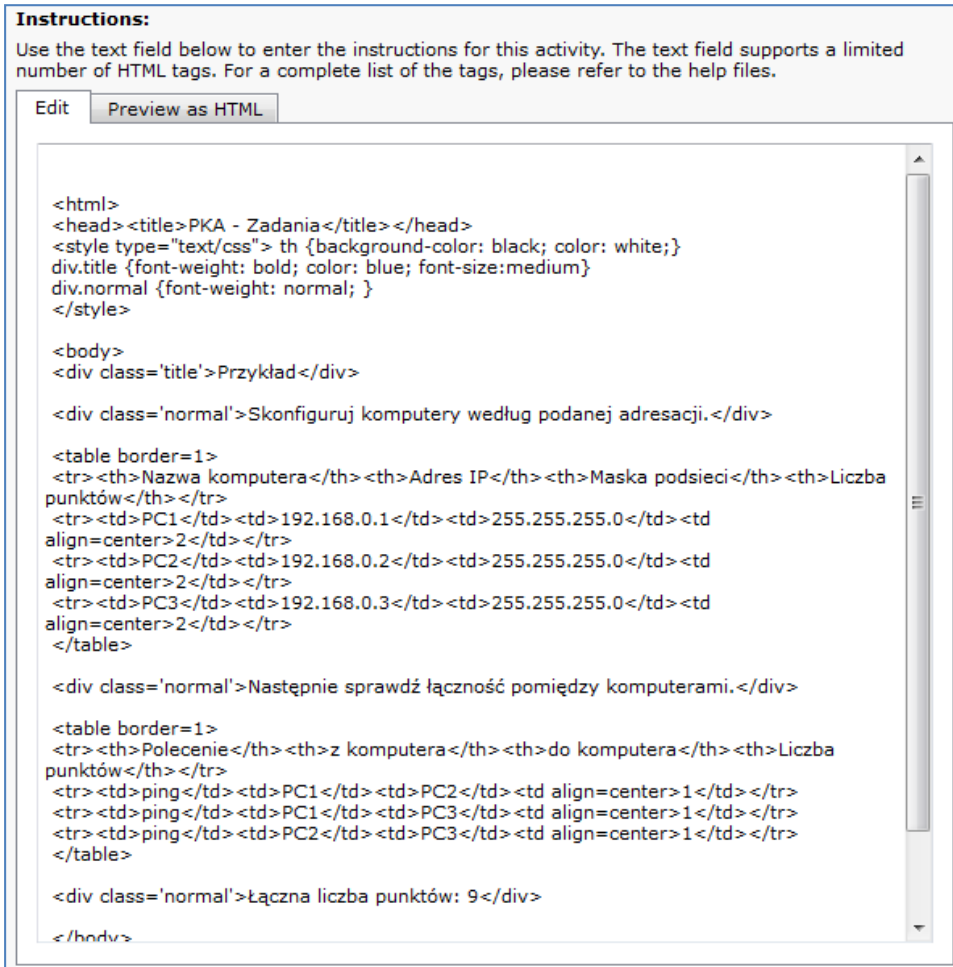 Instructions:
Use the text field below to enter the instructions for this activity. The text field supports a limited
number of HTML tags. For a complete list of the tags, please refer to the help files.
Edit
Preview as HTML
<html>
<head><title>PKA - Zadania</title></head>
<style type="text/css"> th {background-color: black; color: white;}
div.title {font-weight: bold; color: blue; font-size:medium}
div.normal {font-weight: normal; }
</style>
<body>
<div class='title'>Przykład</div>
<div class='normal'>Skonfiguruj komputery według podanej adresacji.</div>
<table border=1>
<tr><th>Nazwa komputera</th><th>Adres IP</th><th>Maska podsieci</th><th>Liczba
punktów</th></tr>
<tr><td>PC1</td><td>192.168.0.1</td><td>255.255.255.0</td><td
align=center>2</td></tr>
<tr><td>PC2</td><td>192.168.0.2</td><td>255.255.255.0</td><td
align=center>2</td></tr>
<tr><td>PC3</td><td>192.168.0.3</td><td>255.255.255.0</td><td
align=center>2</td></tr>
</table>
<div class='normal'>Następnie sprawdź łączność pomiędzy komputerami.</div>
<table border=1>
<tr><th>Polecenie</th><th>z komputera</th><th>do komputera</th><th>Liczba
punktów</th></tr>
<tr><td>ping</td><td>PC1</td><td>PC2</td><td align=center>1</td></tr>
<tr><td>ping</td><td>PC1</td><td>PC3</td><td align=center>1</td></tr>
<tr><td>ping</td><td>PC2</td><td>PC3</td><td align=center>1</td></tr>
</table>
<div class='normal'>Łączna liczba punktów: 9</div>
</body>